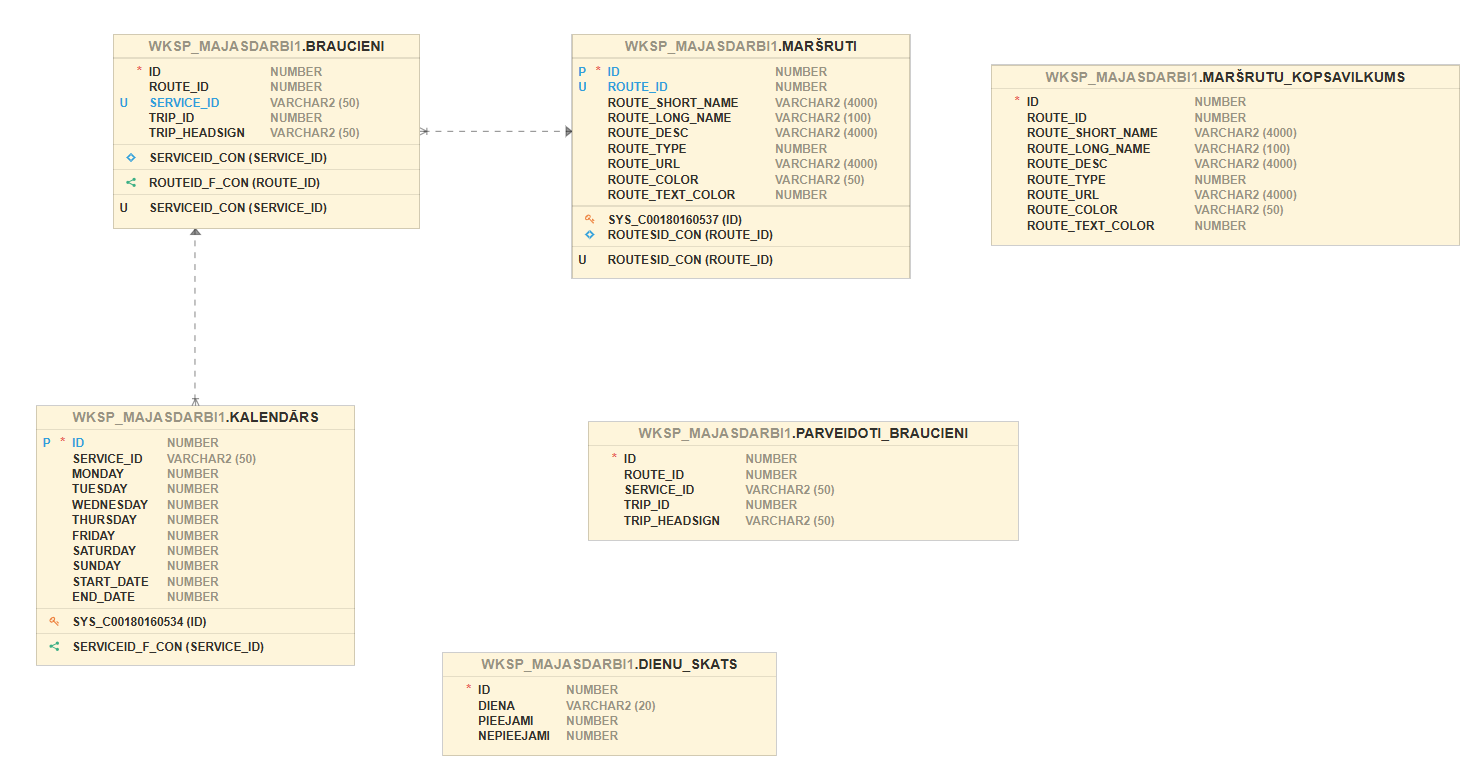 WKSP_MAJASDARBI1.BRAUCIENI
* ID NUMBER
ROUTE_ID NUMBER
U SERVICE_ID VARCHAR2 (50)
TRIP_ID NUMBER
TRIP_HEADSIGN VARCHAR2 (50)
SERVICEID_CON (SERVICE_ID)
ROUTEID_F_CON (ROUTE_ID)
U SERVICEID_CON (SERVICE_ID)
WKSP_MAJASDARBI1.MARŠRUTI
P * ID NUMBER
U ROUTE_ID NUMBER
ROUTE_SHORT_NAME VARCHAR2 (4000)
ROUTE_LONG_NAME VARCHAR2 (100)
ROUTE_DESC VARCHAR2 (4000)
ROUTE_TYPE NUMBER
ROUTE_URL VARCHAR2 (4000)
ROUTE_COLOR VARCHAR2 (50)
ROUTE_TEXT_COLOR NUMBER
SYS_C00180160537 (ID)
ROUTESID_CON (ROUTE_ID)
U ROUTESID_CON (ROUTE_ID)
WKSP_MAJASDARBI1.MARŠRUTU_KOPSAVILKUMS
* ID NUMBER
ROUTE_ID NUMBER
ROUTE_SHORT_NAME VARCHAR2 (4000)
ROUTE_LONG_NAME VARCHAR2 (100)
ROUTE_DESC VARCHAR2 (4000)
ROUTE_TYPE NUMBER
ROUTE_URL VARCHAR2 (4000)
ROUTE_COLOR VARCHAR2 (50)
ROUTE_TEXT_COLOR NUMBER
WKSP_MAJASDARBI1.KALENDĀRS
P * ID NUMBER
SERVICE_ID VARCHAR2 (50)
MONDAY NUMBER
TUESDAY NUMBER
WEDNESDAY NUMBER
THURSDAY NUMBER
FRIDAY NUMBER
SATURDAY NUMBER
SUNDAY NUMBER
START_DATE NUMBER
END_DATE NUMBER
SYS_C00180160534 (ID)
SERVICEID_F_CON (SERVICE_ID)
WKSP_MAJASDARBI1.PARVEIDOTI_BRAUCIENI
* ID NUMBER
ROUTE_ID NUMBER
SERVICE_ID VARCHAR2 (50)
TRIP_ID NUMBER
TRIP_HEADSIGN VARCHAR2 (50)
WKSP_MAJASDARBI1.DIENU_SKATS
* ID NUMBER
DIENA VARCHAR2 (20)
PIEEJAMI NUMBER
NEPIEEJAMI NUMBER